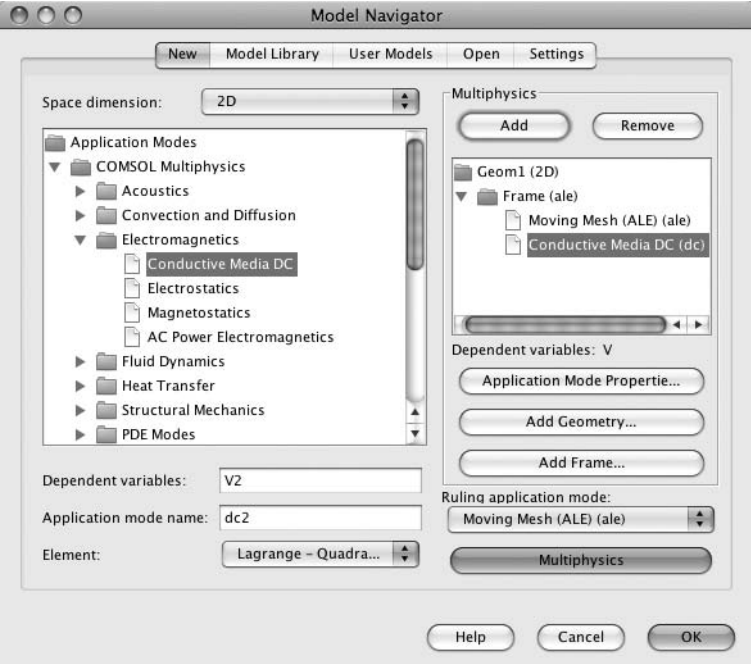 Model Navigator
New
Model Library
User Models
Open
Settings
Space dimension:
2D
Application Modes
COMSOL Multiphysics
Acoustics
Convection and Diffusion
Electromagnetics
Conductive Media DC
Electrostatics
Magnetostatics
AC Power Electromagnetics
Fluid Dynamics
Heat Transfer
Structural Mechanics
PDE Modes
Dependent variables:
V2
Application mode name:
dc2
Element:
Lagrange – Quadra...
Multiphysics
Add
Remove
Geom1 (2D)
Frame (ale)
Moving Mesh (ALE) (ale)
Conductive Media DC (dc)
Dependent variables: V
Application Mode Propertie...
Add Geometry...
Add Frame...
Ruling application mode:
Moving Mesh (ALE) (ale)
Multiphysics
Help
Cancel
OK